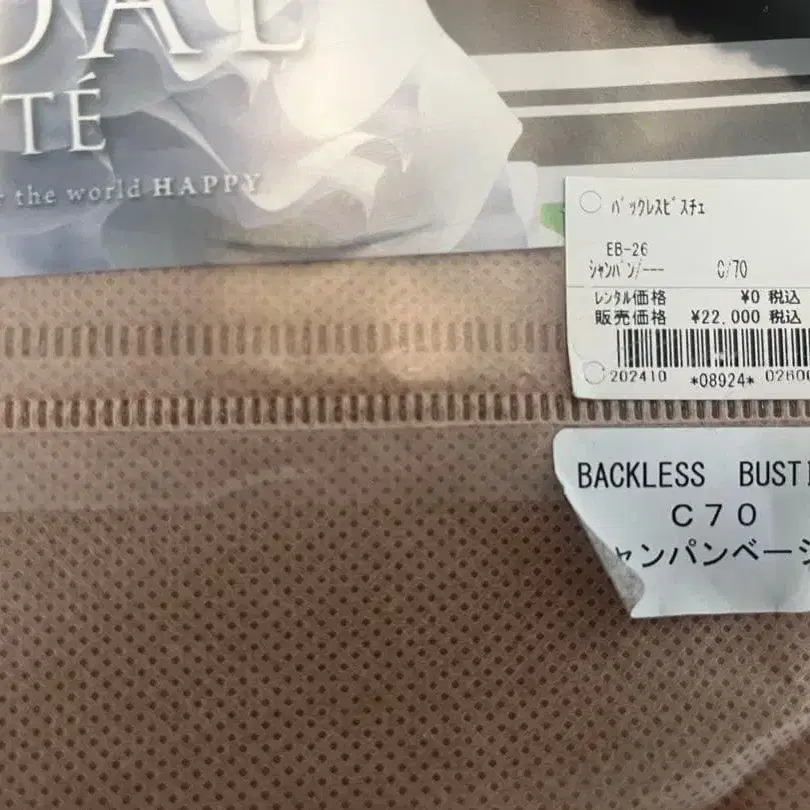 DAL
TÉ
r the world HAPPY
バックレスビスチェ
EB-26
シャンパン/--- C/70
レンタル価格 ¥0 税込
販売価格 ¥22,000 税込
202410 *08924* 02600
BACKLESS BUSTI
C70
ャンパンベージ